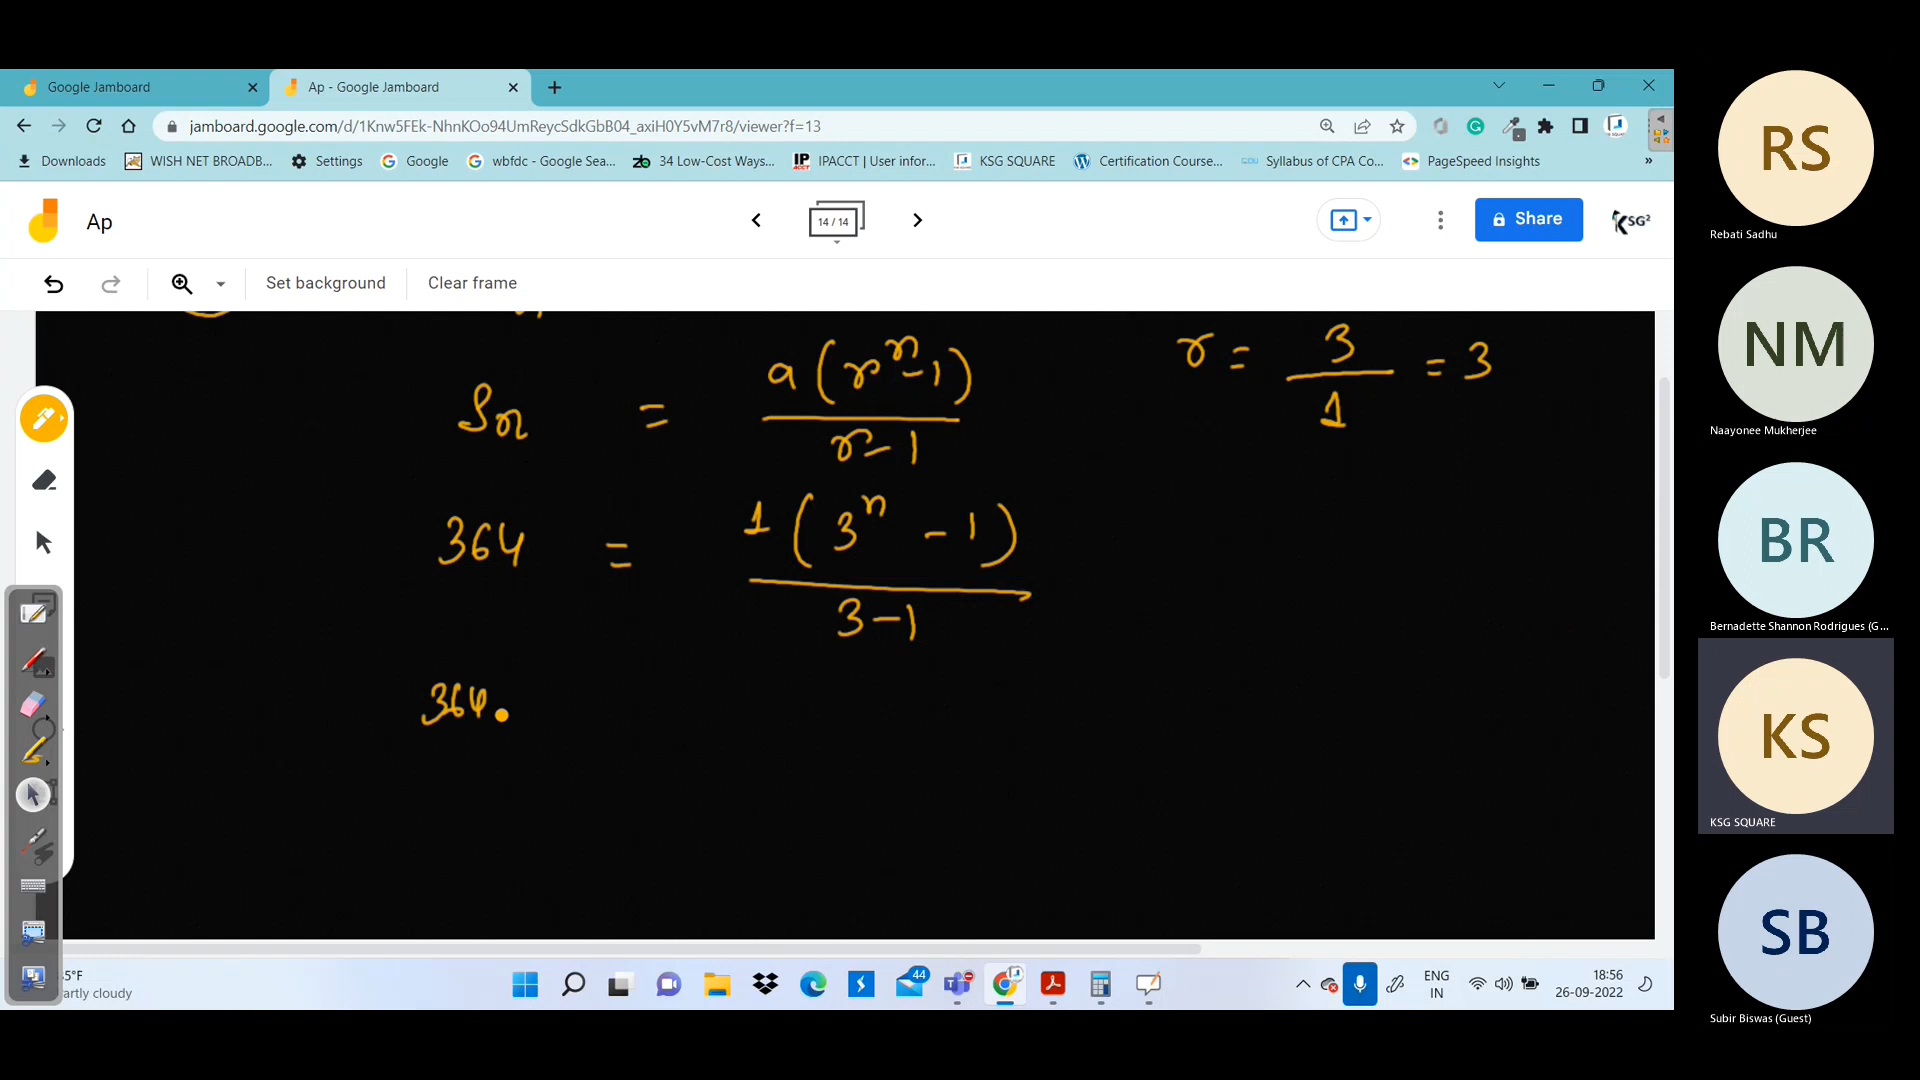 Google Jamboard
Ap - Google Jamboard
jamboard.google.com/d/1Knw5FEk-NhnKOo94UmReycSdkGbB04_axiH0Y5vM7r8/viewer?f=13
Downloads WISH NET BROADB... Settings Google wbfdc - Google Sea... 34 Low-Cost Ways... IPACCT | User infor... KSG SQUARE Certification Course... Syllabus of CPA Co... PageSpeed Insights »
Ap
14 / 14
Share
KSG²
Set background
Clear frame
Sn = a(r^n-1) / r-1
r = 3/1 = 3
364 = 1(3^n - 1) / 3-1
364.
RS
Rebati Sadhu
NM
Naayonee Mukherjee
BR
Bernadette Shannon Rodrigues (G...
KS
KSG SQUARE
SB
Subir Biswas (Guest)
5°F
artly cloudy
44
ENG
IN
18:56
26-09-2022